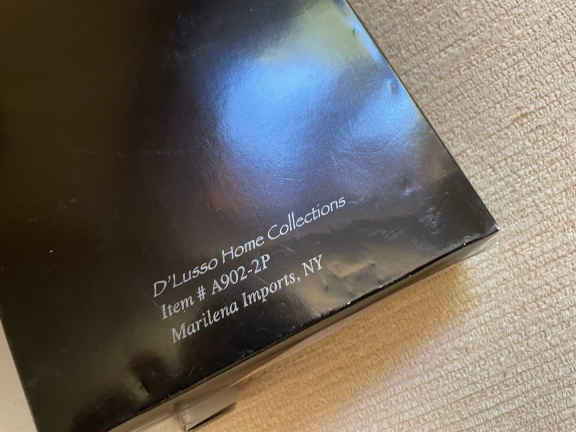 D'Lusso Home Collections
Item # A902-2P
Marilena Imports, NY